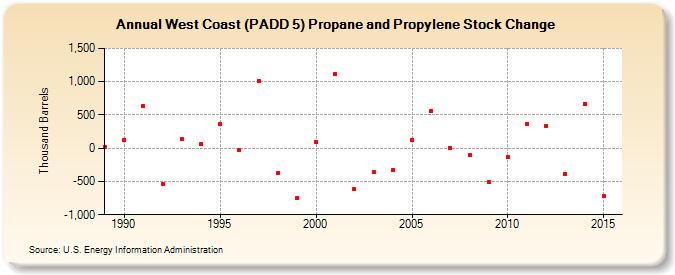 Annual West Coast (PADD 5) Propane and Propylene Stock Change
Thousand Barrels
1,500
1,000
500
0
-500
-1,000
1990 1995 2000 2005 2010 2015
Source: U.S. Energy Information Administration